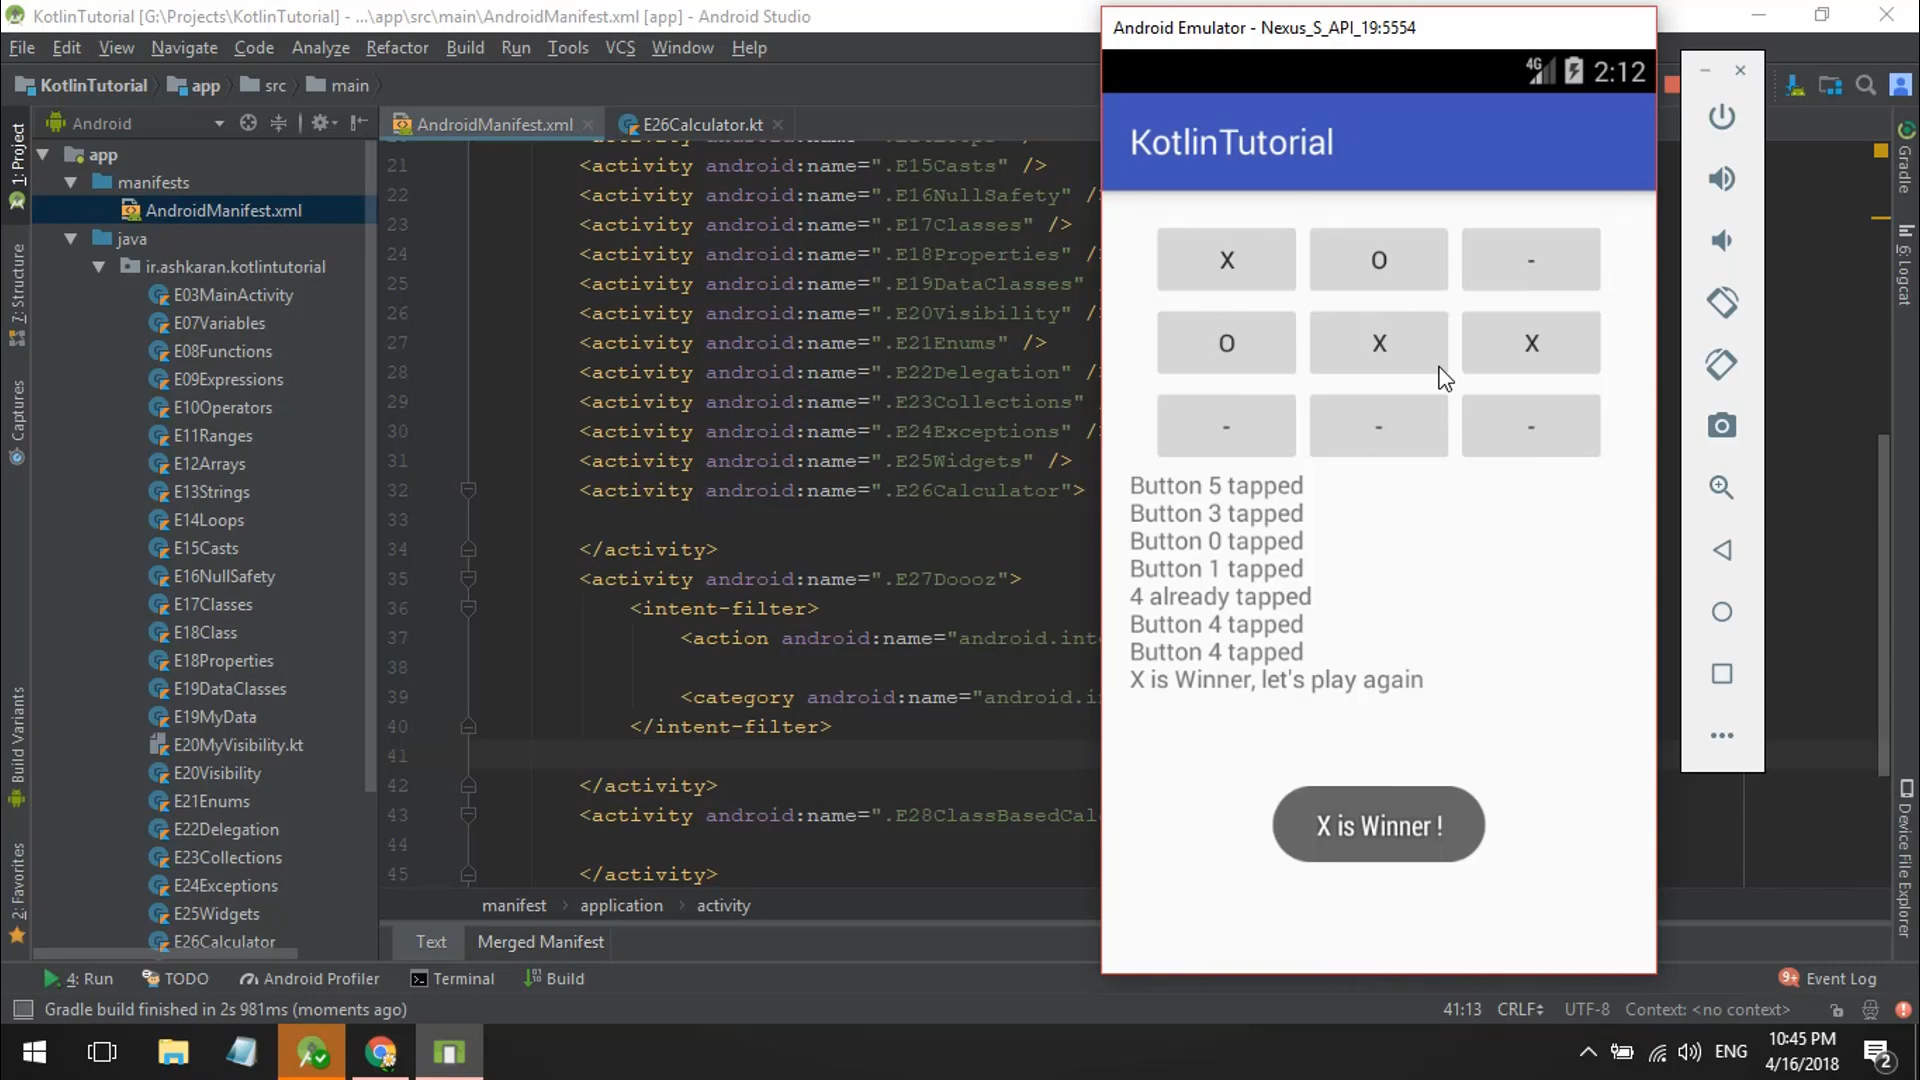 KotlinTutorial [G:\Projects\KotlinTutorial] - ...\app\src\main\AndroidManifest.xml [app] - Android Studio
File Edit View Navigate Code Analyze Refactor Build Run Tools VCS Window Help
KotlinTutorial app src main
1: Project
7: Structure
Captures
Build Variants
2: Favorites
Android
app
manifests
AndroidManifest.xml
java
ir.ashkaran.kotlintutorial
E03MainActivity
E07Variables
E08Functions
E09Expressions
E10Operators
E11Ranges
E12Arrays
E13Strings
E14Loops
E15Casts
E16NullSafety
E17Classes
E18Class
E18Properties
E19DataClasses
E19MyData
E20MyVisibility.kt
E20Visibility
E21Enums
E22Delegation
E23Collections
E24Exceptions
E25Widgets
E26Calculator
AndroidManifest.xml E26Calculator.kt
21 <activity android:name=".E15Casts" />
22 <activity android:name=".E16NullSafety" /
23 <activity android:name=".E17Classes" />
24 <activity android:name=".E18Properties" /
25 <activity android:name=".E19DataClasses"
26 <activity android:name=".E20Visibility" /
27 <activity android:name=".E21Enums" />
28 <activity android:name=".E22Delegation" /
29 <activity android:name=".E23Collections"
30 <activity android:name=".E24Exceptions" /
31 <activity android:name=".E25Widgets" />
32 <activity android:name=".E26Calculator">
33
34 </activity>
35 <activity android:name=".E27Doooz">
36 <intent-filter>
37 <action android:name="android.inte
38
39 <category android:name="android.i
40 </intent-filter>
41
42 </activity>
43 <activity android:name=".E28ClassBasedCal
44
45 </activity>
manifest application activity
Text Merged Manifest
Android Emulator - Nexus_S_API_19:5554
4G 2:12
KotlinTutorial
X O -
O X X
- - -
Button 5 tapped
Button 3 tapped
Button 0 tapped
Button 1 tapped
4 already tapped
Button 4 tapped
Button 4 tapped
X is Winner, let's play again
X is Winner !
Gradle
6: Logcat
Device File Explorer
4: Run TODO Android Profiler Terminal Build 9+ Event Log
Gradle build finished in 2s 981ms (moments ago) 41:13 CRLF UTF-8 Context: <no context>
ENG
10:45 PM
4/16/2018
2